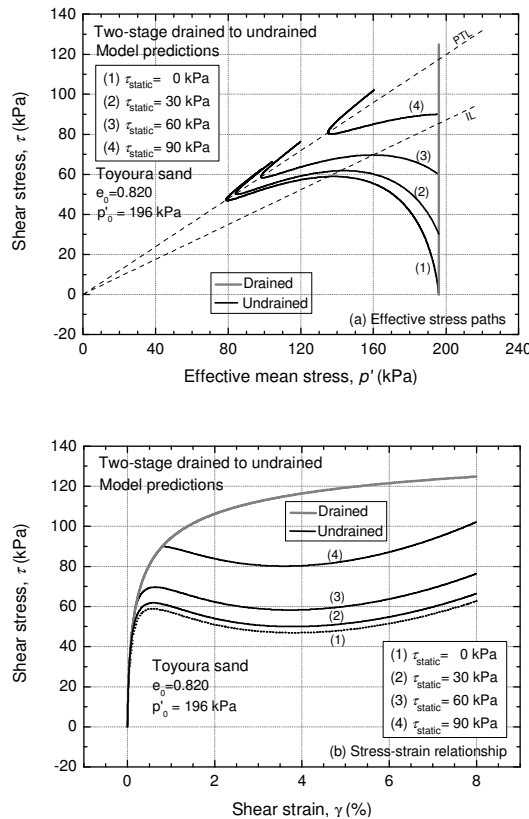 (a)
Two-stage drained to undrained
Model predictions
(1) τstatic= 0 kPa
(2) τstatic= 30 kPa
(3) τstatic= 60 kPa
(4) τstatic= 90 kPa
Toyoura sand
e0=0.820
p'0 = 196 kPa
PTL
IL
(4)
(3)
(2)
(1)
Drained
Undrained
(a) Effective stress paths
140
120
100
80
60
40
20
0
-20
Shear stress, τ (kPa)
0 40 80 120 160 200 240
Effective mean stress, p' (kPa)
Two-stage drained to undrained
Model predictions
Drained
Undrained
(4)
(3)
(2)
(1)
Toyoura sand
e0=0.820
p'0 = 196 kPa
(1) τstatic= 0 kPa
(2) τstatic= 30 kPa
(3) τstatic= 60 kPa
(4) τstatic= 90 kPa
(b) Stress-strain relationship
140
120
100
80
60
40
20
0
-20
Shear stress, τ (kPa)
0 2 4 6 8
Shear strain, γ (%)